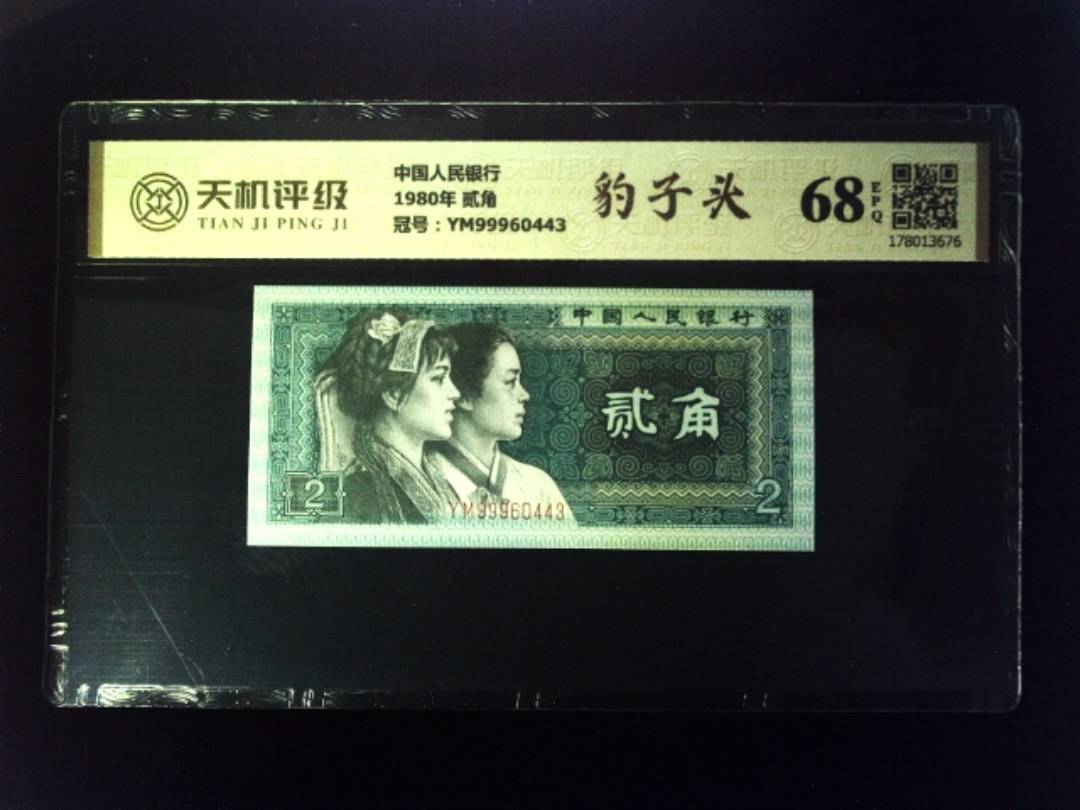 天机评级
TIAN JI PING JI
中国人民银行
1980年 贰角
冠号：YM99960443
豹子头
68
EPQ
178013676
中国人民银行
贰角
2
2
YM99960443